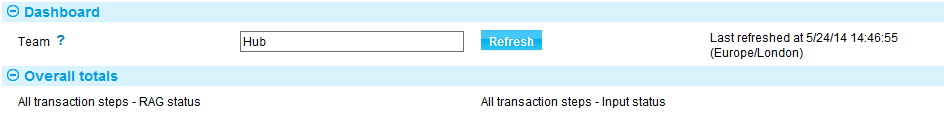 Dashboard
Team ? Hub Refresh Last refreshed at 5/24/14 14:46:55
(Europe/London)
Overall totals
All transaction steps - RAG status All transaction steps - Input status